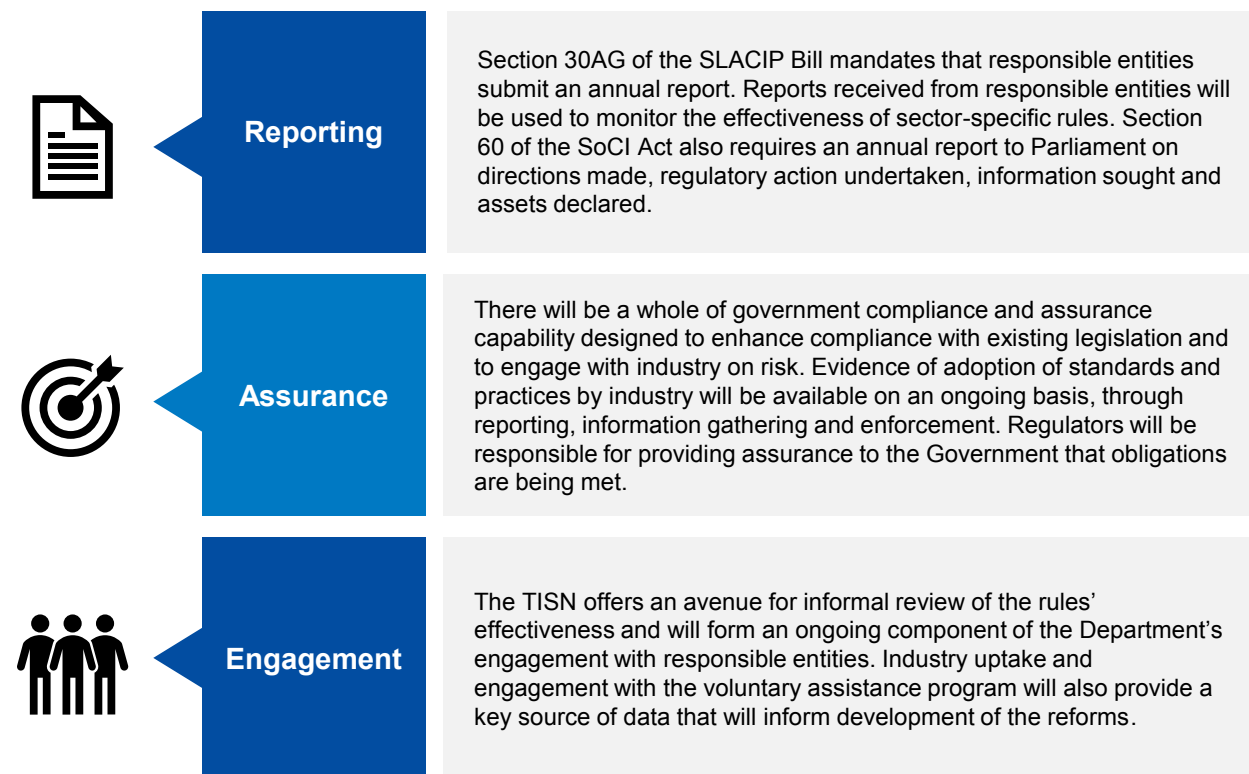 Reporting
Section 30AG of the SLACIP Bill mandates that responsible entities
submit an annual report. Reports received from responsible entities will
be used to monitor the effectiveness of sector-specific rules. Section
60 of the SoCI Act also requires an annual report to Parliament on
directions made, regulatory action undertaken, information sought and
assets declared.
Assurance
There will be a whole of government compliance and assurance
capability designed to enhance compliance with existing legislation and
to engage with industry on risk. Evidence of adoption of standards and
practices by industry will be available on an ongoing basis, through
reporting, information gathering and enforcement. Regulators will be
responsible for providing assurance to the Government that obligations
are being met.
Engagement
The TISN offers an avenue for informal review of the rules’
effectiveness and will form an ongoing component of the Department’s
engagement with responsible entities. Industry uptake and
engagement with the voluntary assistance program will also provide a
key source of data that will inform development of the reforms.